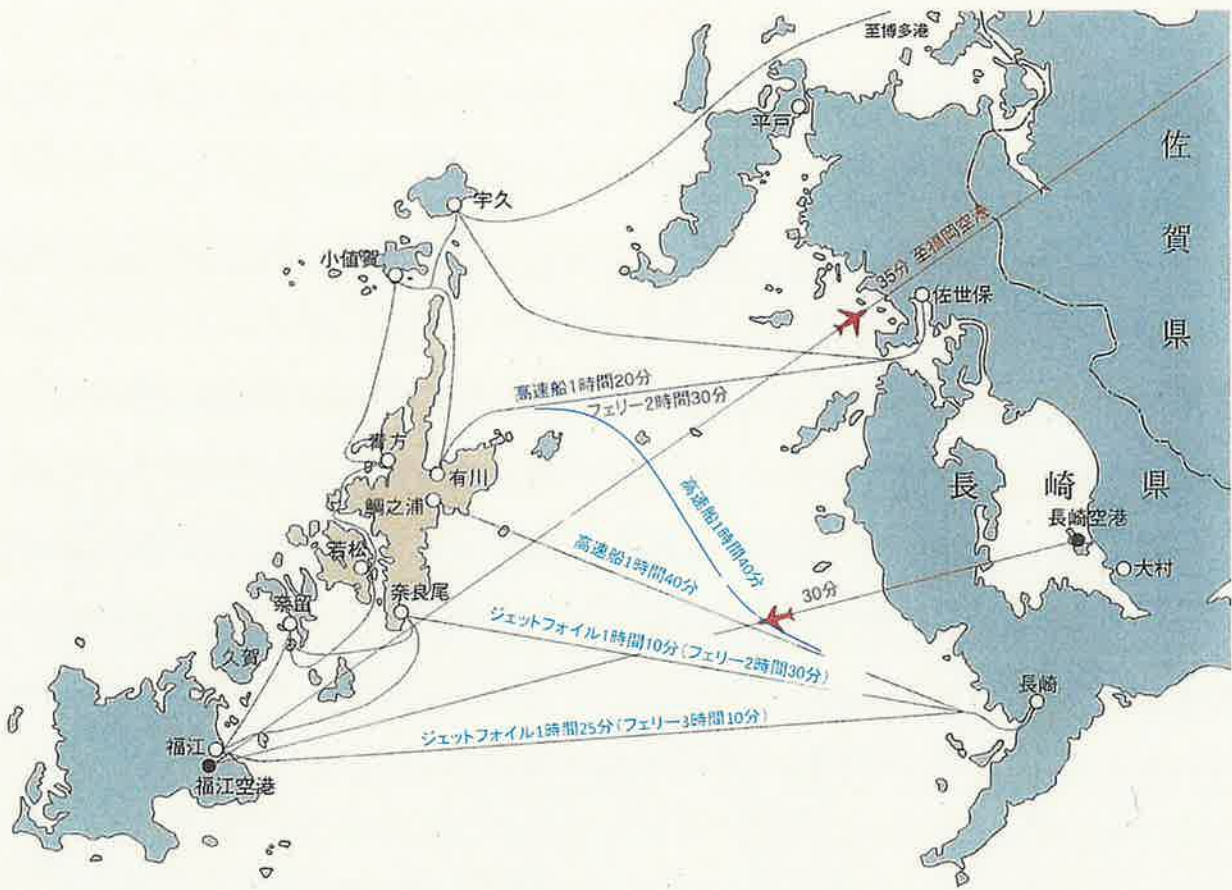 至博多港
平戸
佐
賀
県
宇久
小値賀
35分 至福岡空港
佐世保
高速船1時間20分
フェリー2時間30分
青方
有川
鯛之浦
長崎県
長崎空港
大村
高速船1時間40分
高速船1時間40分
30分
若松
奈良尾
奈留
久賀
ジェットフォイル1時間10分(フェリー2時間30分)
長崎
ジェットフォイル1時間25分(フェリー3時間10分)
福江
福江空港